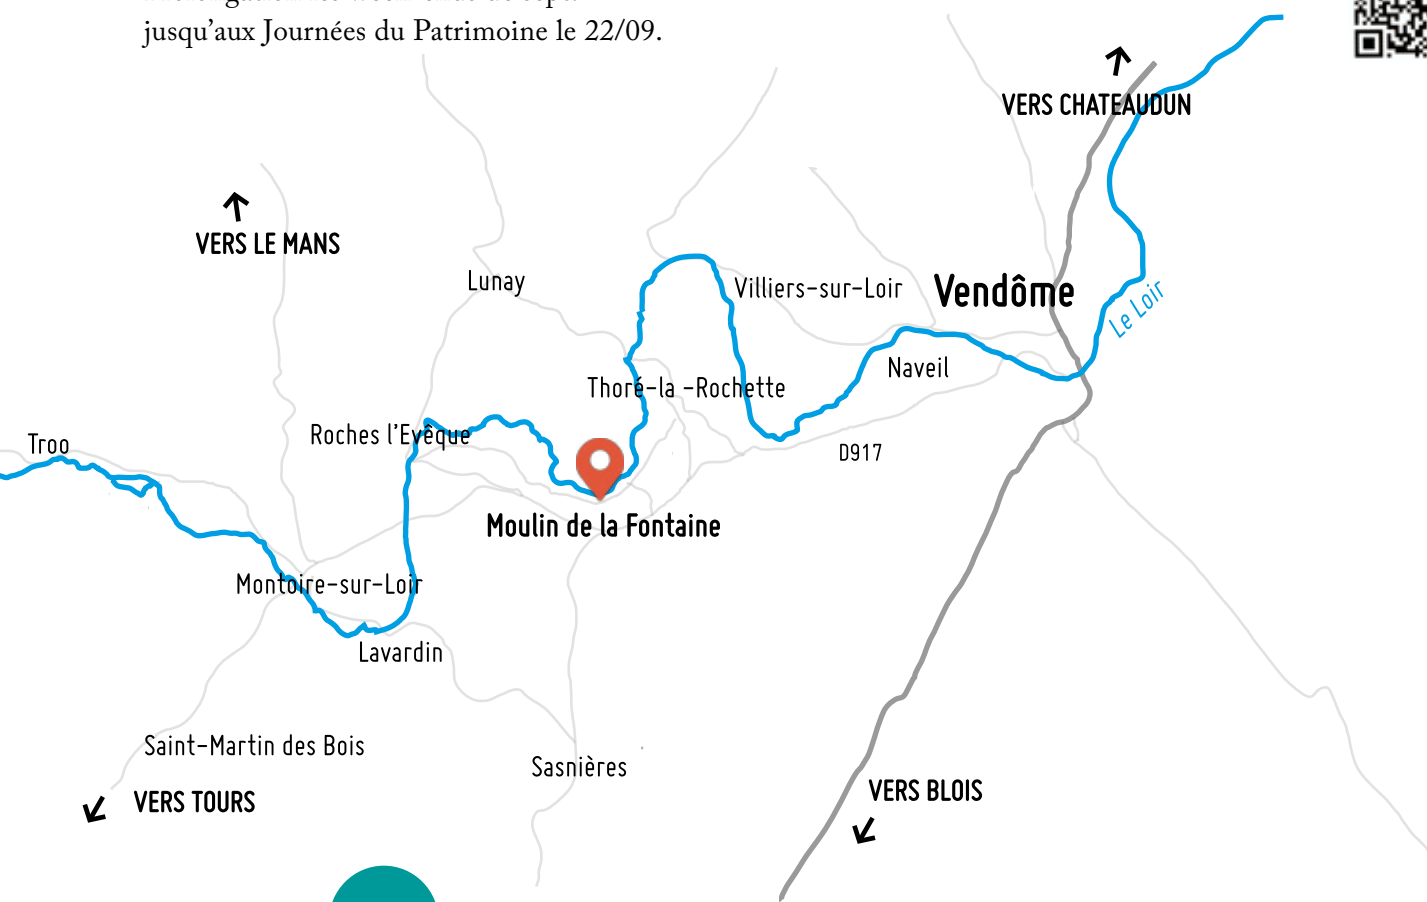 jusqu'aux Journées du Patrimoine le 22/09.
VERS CHATEAUDUN
VERS LE MANS
Lunay
Villiers-sur-Loir
Vendôme
Le Loir
Naveil
Thoré-la -Rochette
Roches l'Evêque
Troo
D917
Moulin de la Fontaine
Montoire-sur-Loir
Lavardin
Saint-Martin des Bois
Sasnières
VERS BLOIS
VERS TOURS